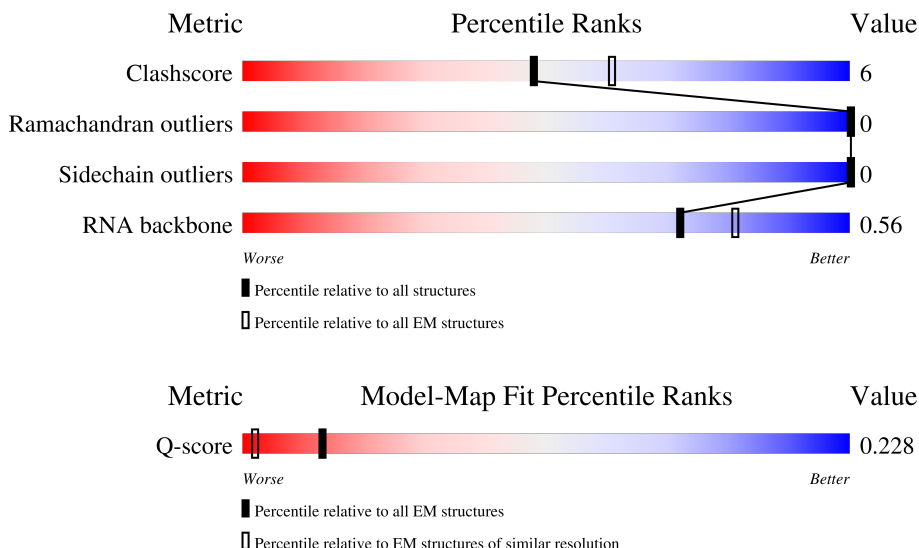 Metric Percentile Ranks Value
Clashscore 6
Ramachandran outliers 0
Sidechain outliers 0
RNA backbone 0.56
Worse Better
Percentile relative to all structures
Percentile relative to all EM structures
Metric Model-Map Fit Percentile Ranks Value
Q-score 0.228
Worse Better
Percentile relative to all EM structures
Percentile relative to EM structures of similar resolution